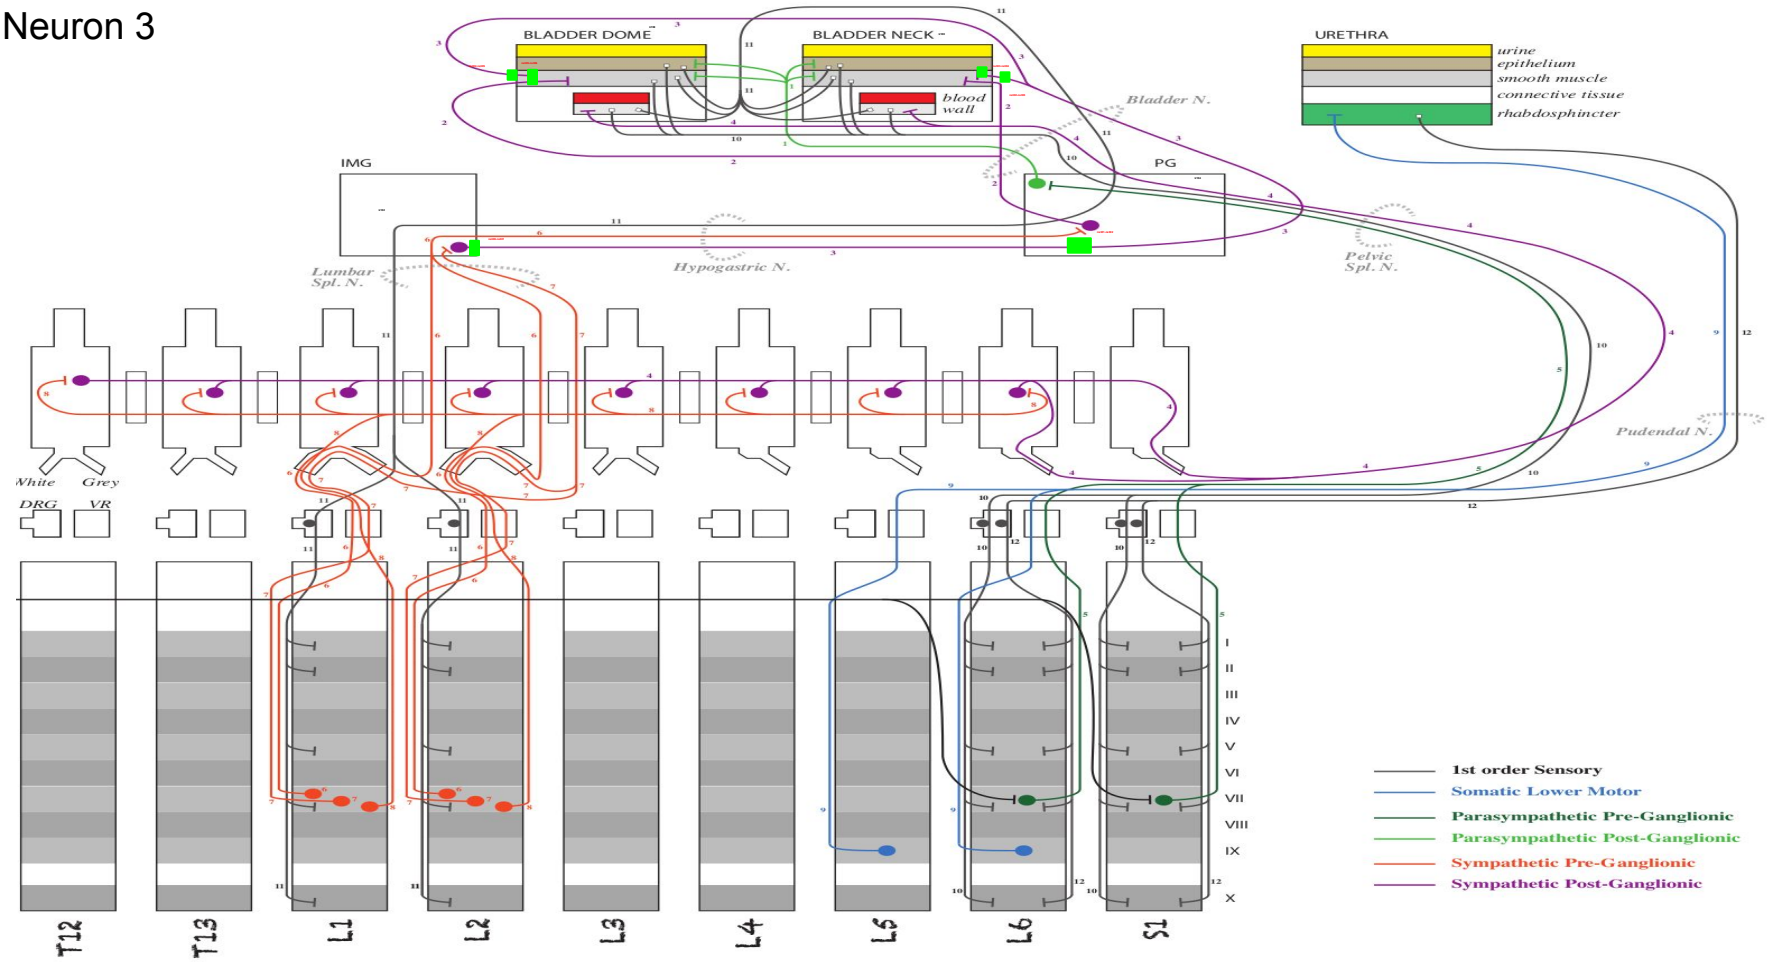 Neuron 3
BLADDER DOME
BLADDER NECK
URETHRA
urine
epithelium
smooth muscle
connective tissue
rhabdosphincter
blood
wall
Bladder N.
IMG
PG
Lumbar
Spl. N.
Hypogastric N.
Pelvic
Spl. N.
Pudendal N.
White Grey
DRG VR
I
II
III
IV
V
VI
VII
VIII
IX
X
1st order Sensory
Somatic Lower Motor
Parasympathetic Pre-Ganglionic
Parasympathetic Post-Ganglionic
Sympathetic Pre-Ganglionic
Sympathetic Post-Ganglionic
T12 T13 L1 L2 L3 L4 L5 L6 S1